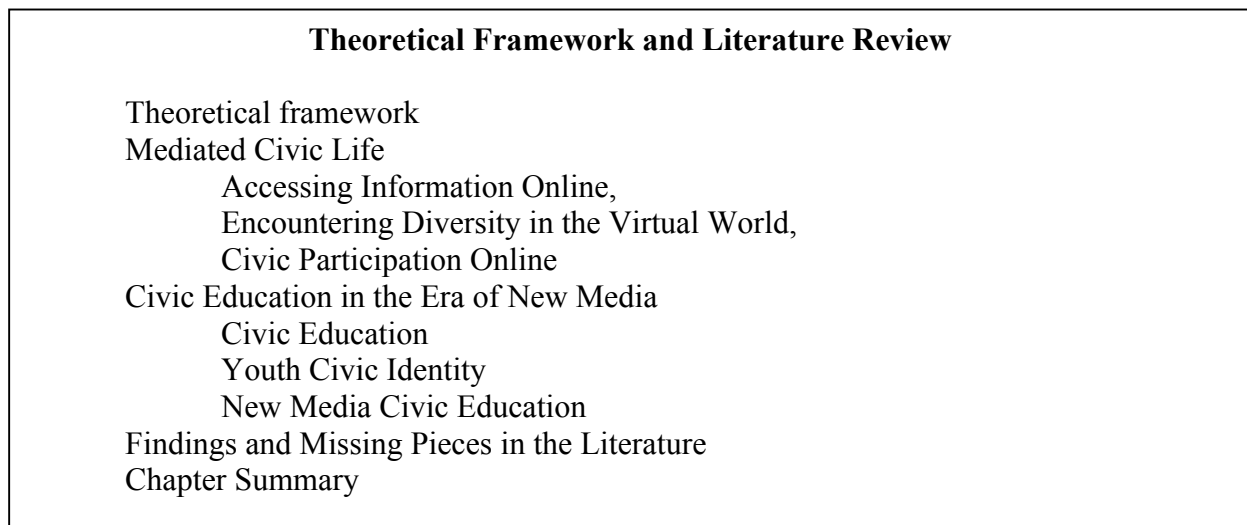 Theoretical Framework and Literature Review
Theoretical framework
Mediated Civic Life
Accessing Information Online,
Encountering Diversity in the Virtual World,
Civic Participation Online
Civic Education in the Era of New Media
Civic Education
Youth Civic Identity
New Media Civic Education
Findings and Missing Pieces in the Literature
Chapter Summary